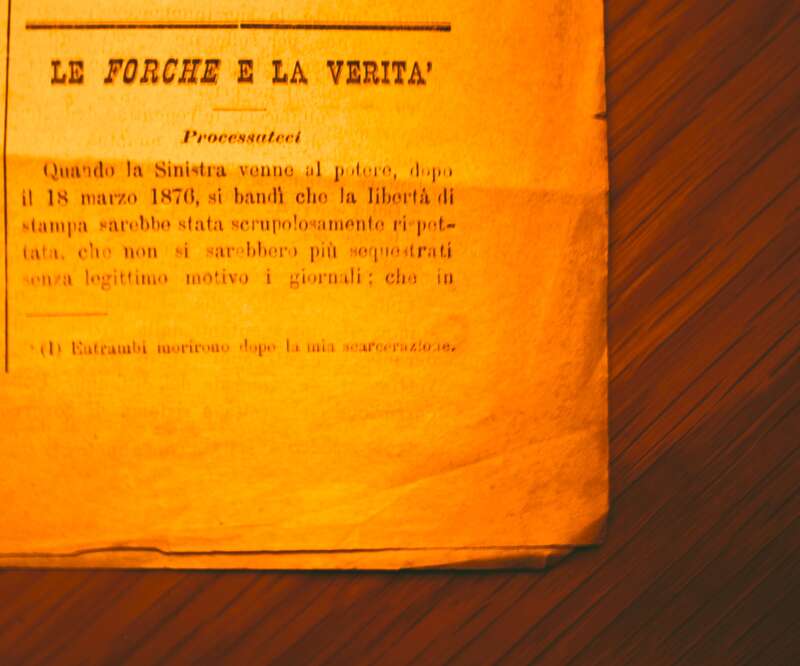 LE FORCHE E LA VERITA'
Processateci
Quando la Sinistra venne al potere, dopo
il 18 marzo 1876, si bandì che la libertà di
stampa sarebbe stata scrupolosamente rispet-
tata, che non si sarebbero più sequestrati
senza legittimo motivo i giornali; che in
(1) Entrambi morirono dopo la mia scarcerazione.